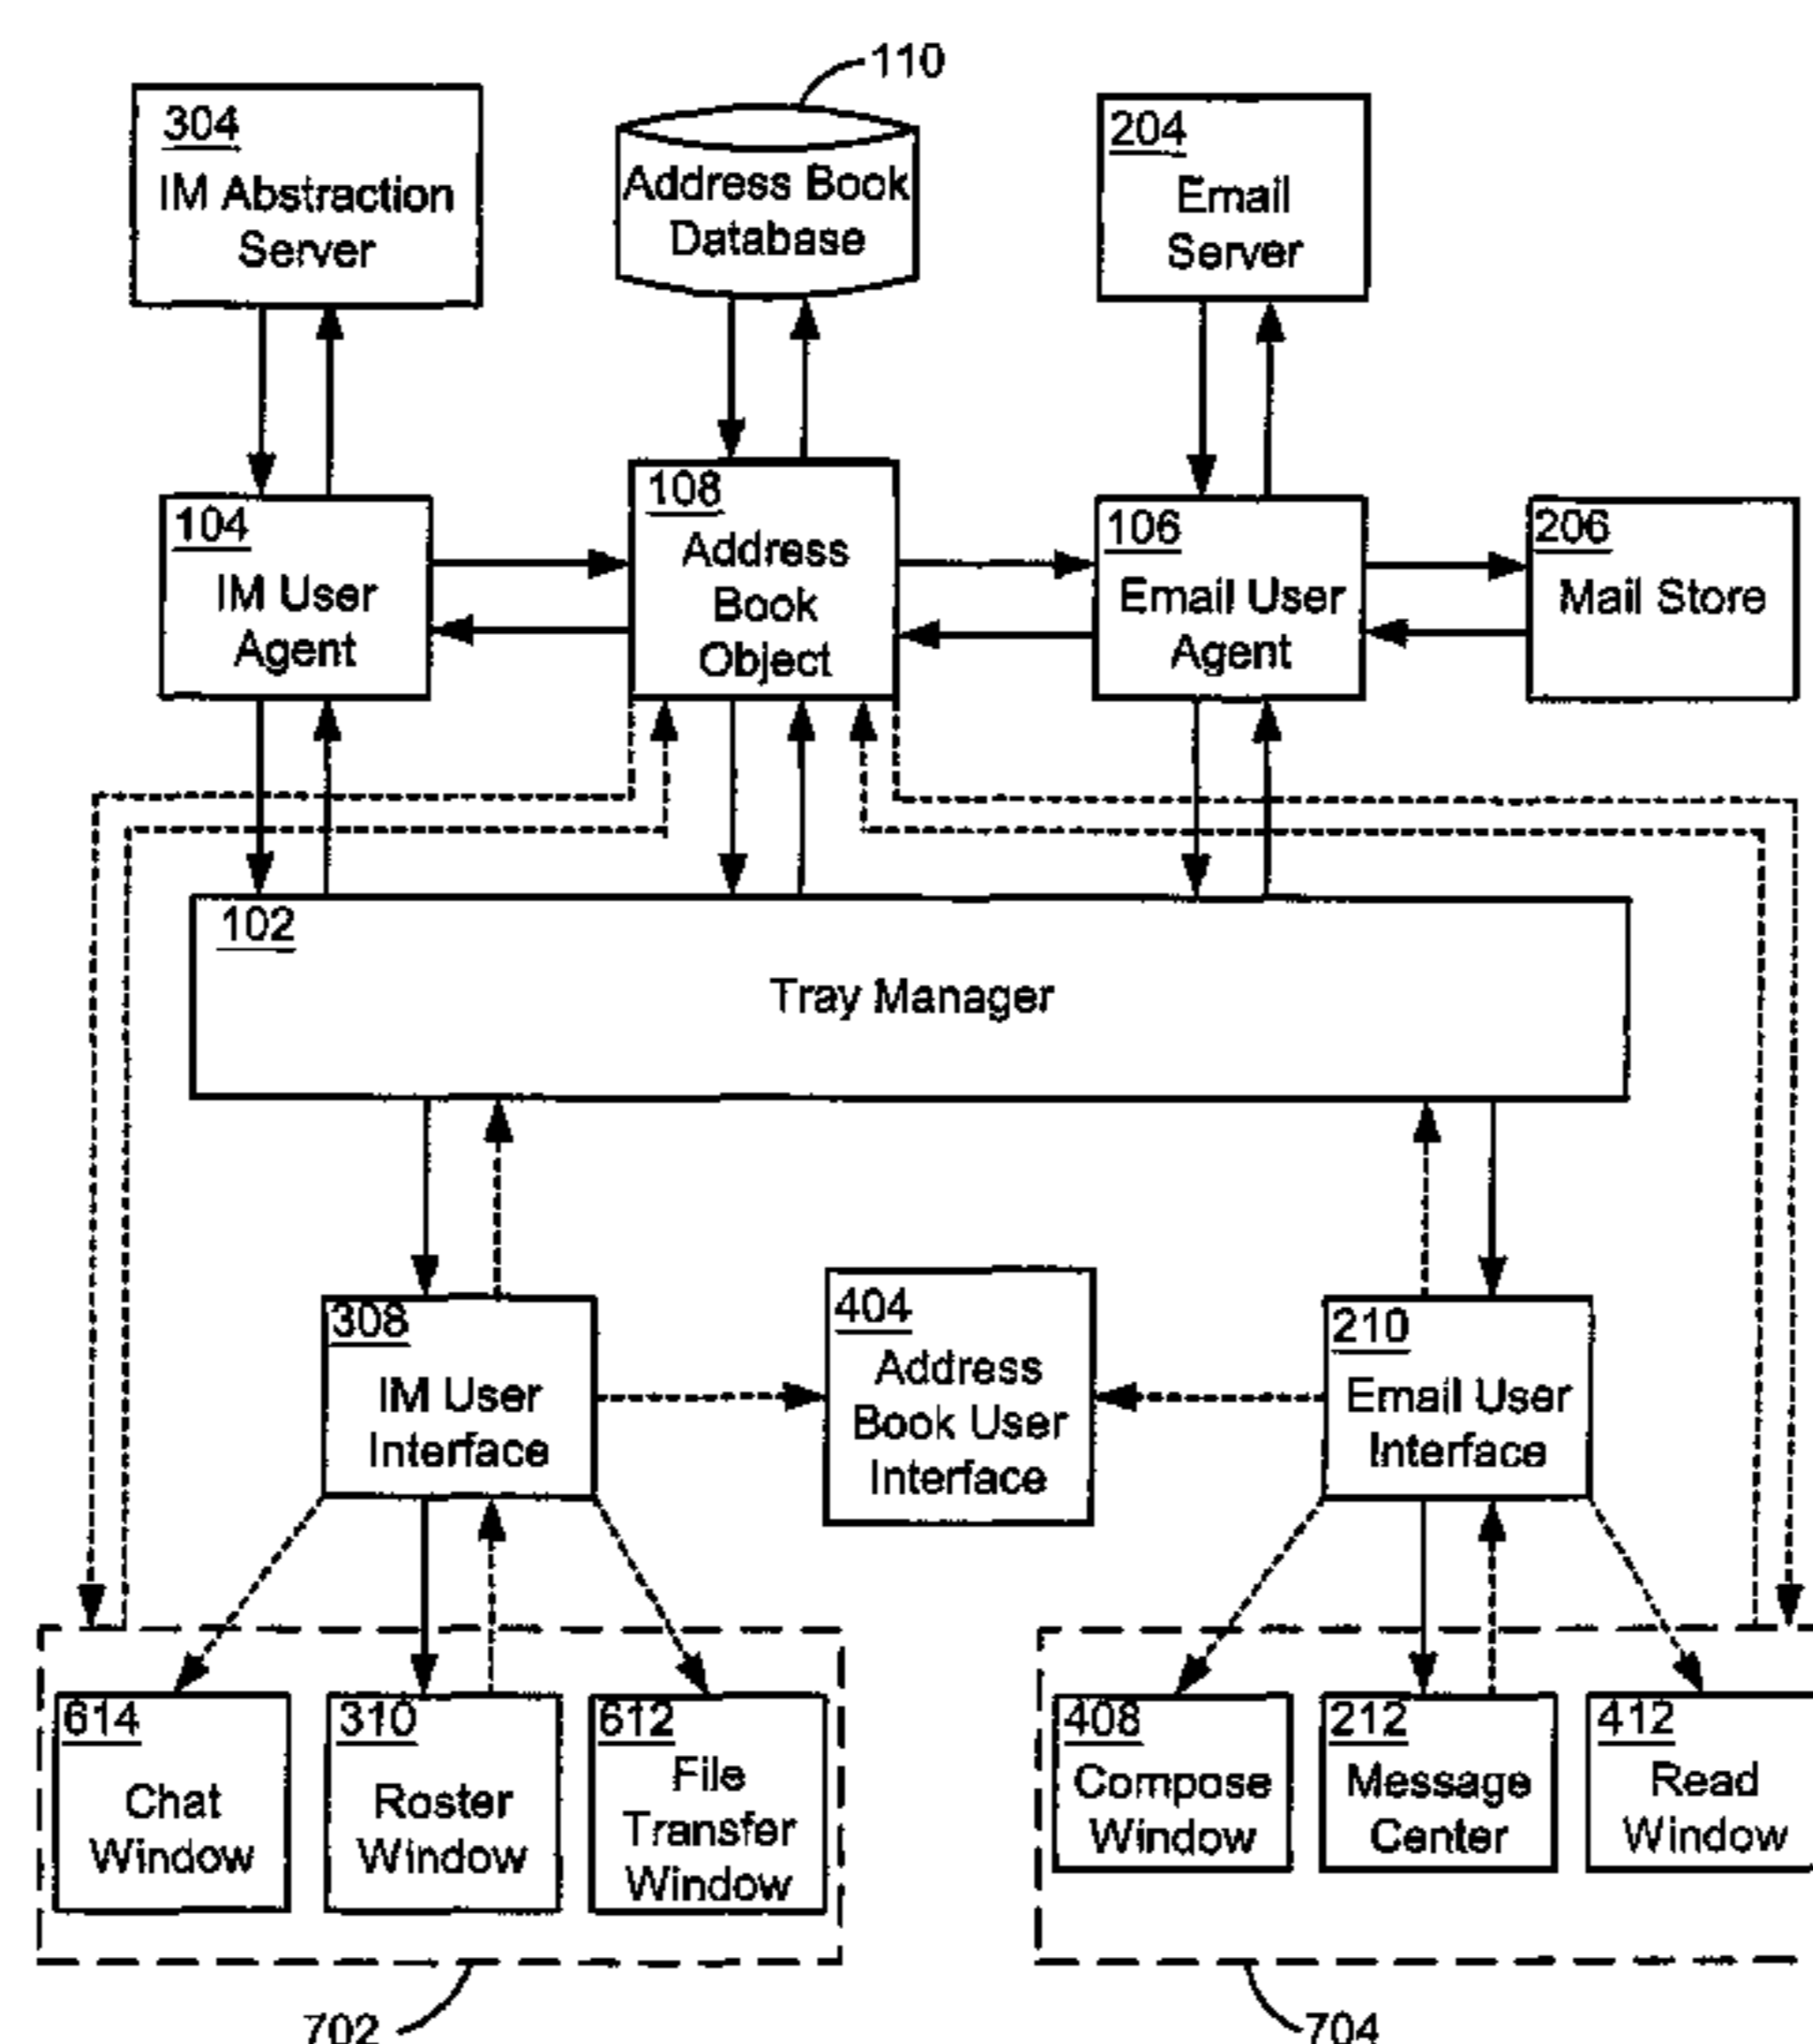 110
304
IM Abstraction
Server
Address Book
Database
204
Email
Server
104
IM User
Agent
108
Address
Book
Object
106
Email User
Agent
206
Mail Store
102
Tray Manager
308
IM User
Interface
404
Address
Book User
Interface
210
Email User
Interface
614
Chat
Window
310
Roster
Window
612
File
Transfer
Window
408
Compose
Window
212
Message
Center
412
Read
Window
702
704